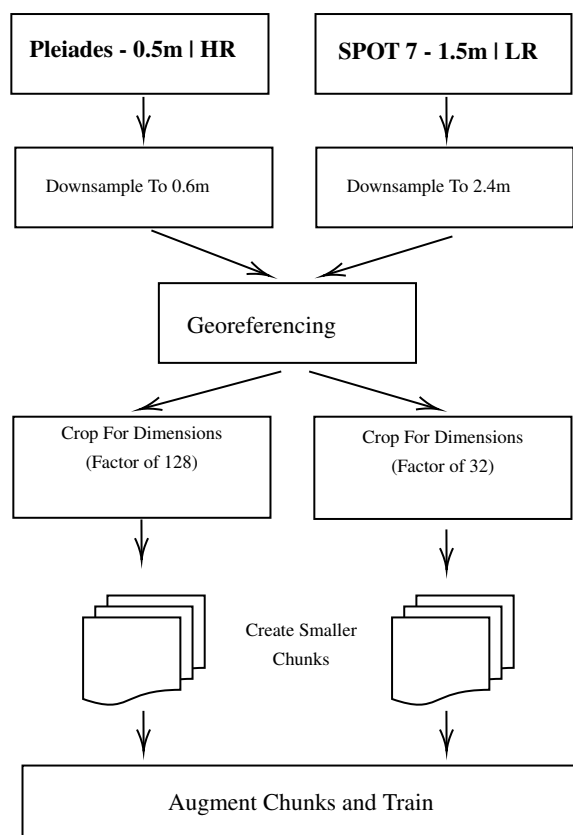 Pleiades - 0.5m | HR
SPOT 7 - 1.5m | LR
Downsample To 0.6m
Downsample To 2.4m
Georeferencing
Crop For Dimensions
(Factor of 128)
Crop For Dimensions
(Factor of 32)
Create Smaller
Chunks
Augment Chunks and Train